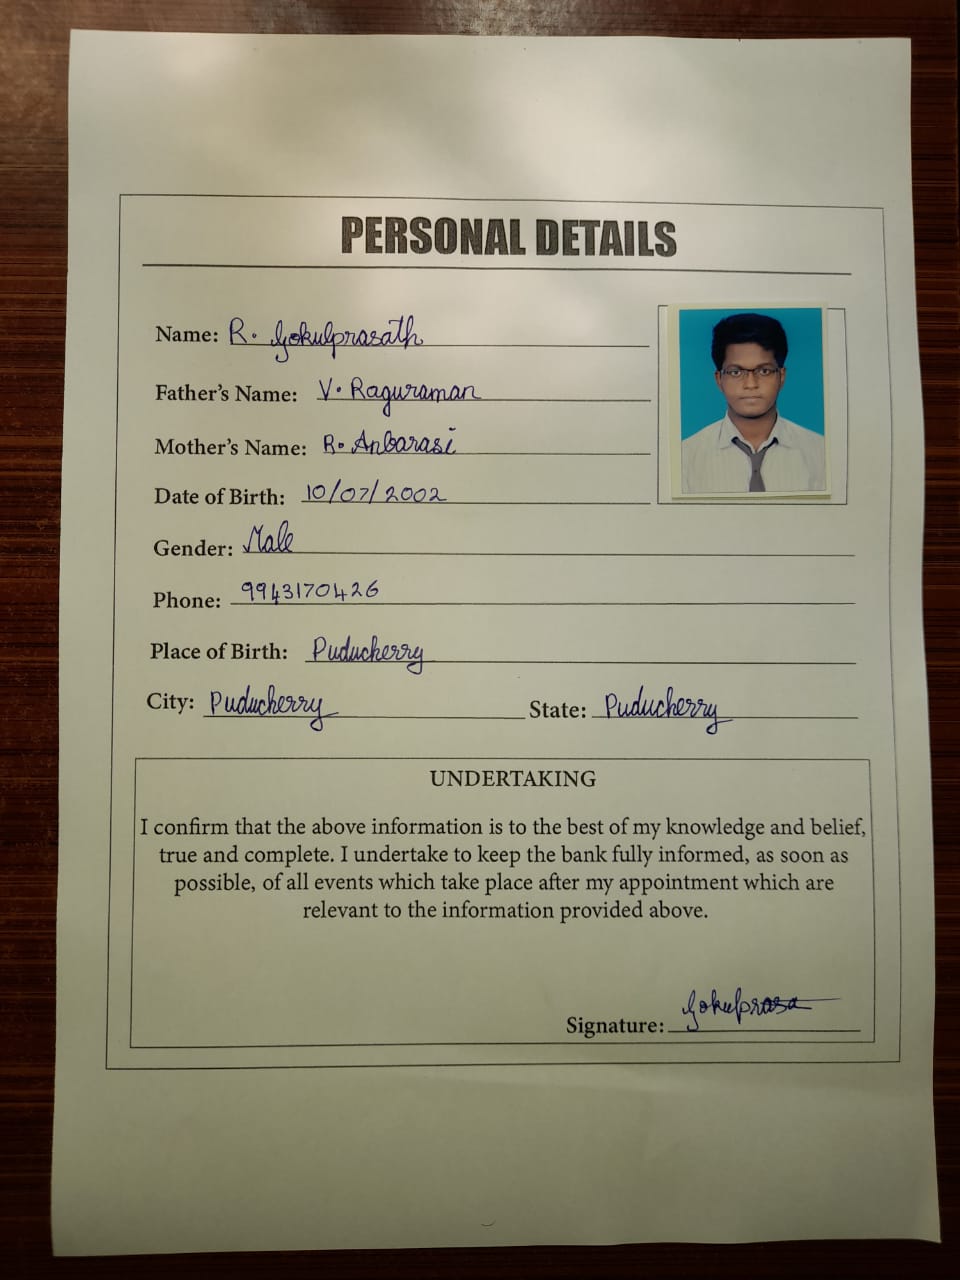 PERSONAL DETAILS
Name: R. Gokulprasath
Father's Name: V. Raguraman
Mother's Name: R. Anbarasi
Date of Birth: 10/07/2002
Gender: Male
Phone: 9943170426
Place of Birth: Puducherry
City: Puducherry State: Puducherry
UNDERTAKING
I confirm that the above information is to the best of my knowledge and belief,
true and complete. I undertake to keep the bank fully informed, as soon as
possible, of all events which take place after my appointment which are
relevant to the information provided above.
Signature: Gokulprasa